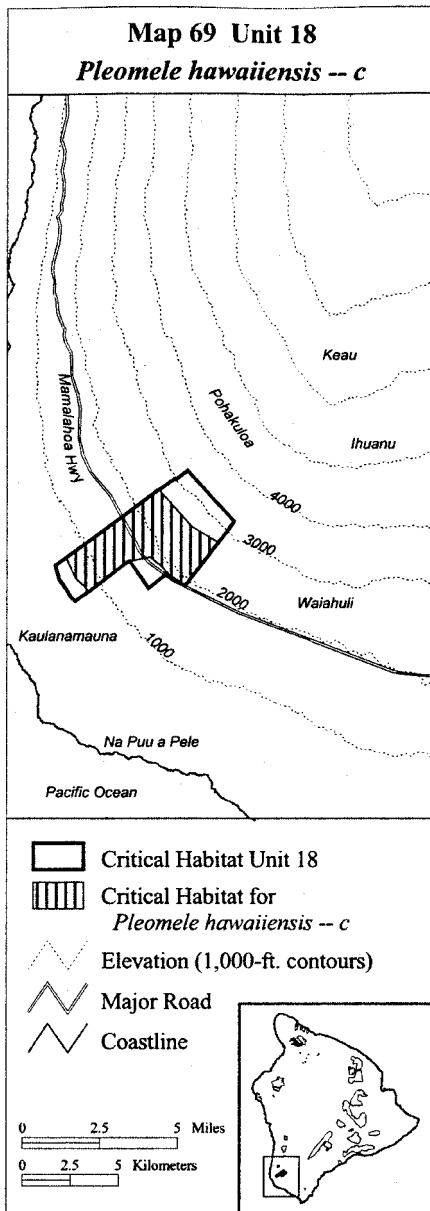 Map 69 Unit 18
Pleomele hawaiiensis -- c
Keau
Mamalahoa Hwy
Pohakuloa
Ihuanu
4000
3000
2000
Waiahuli
Kaulanamauna
1000
Na Puu a Pele
Pacific Ocean
Critical Habitat Unit 18
Critical Habitat for
Pleomele hawaiiensis -- c
Elevation (1,000-ft. contours)
Major Road
Coastline
0 2.5 5 Miles
0 2.5 5 Kilometers